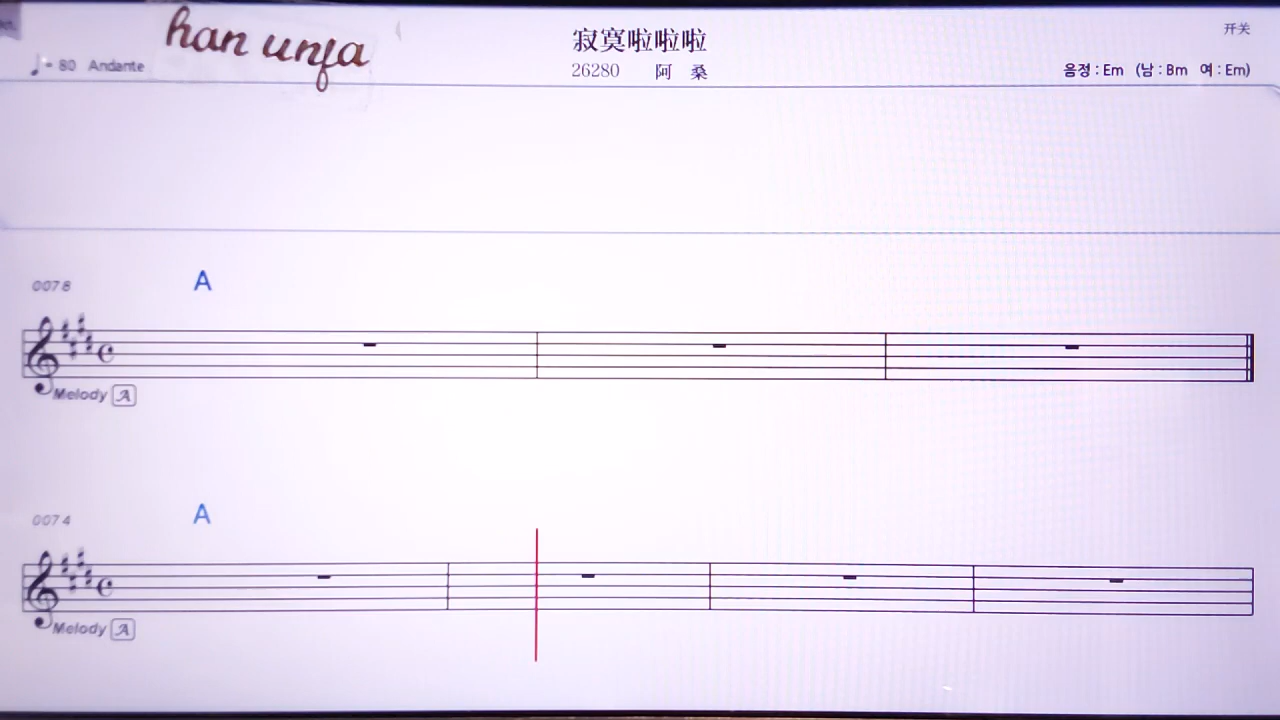 han unfa
寂寞啦啦啦
开关
♩= 80 Andante
26280 阿 桑
음정 : Em (남 : Bm 여 : Em)
0078 A
Melody A
0074 A
Melody A